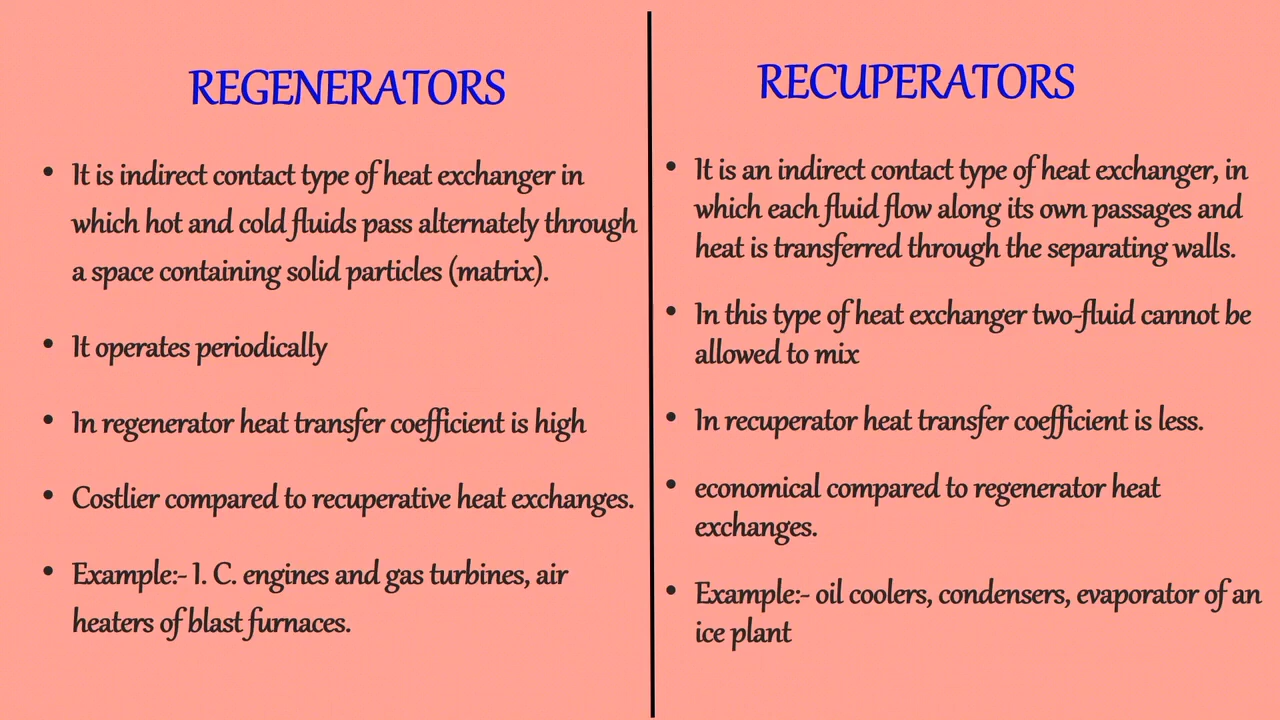 REGENERATORS
• It is indirect contact type of heat exchanger in
which hot and cold fluids pass alternately through
a space containing solid particles (matrix).
• It operates periodically
• In regenerator heat transfer coefficient is high
• Costlier compared to recuperative heat exchanges.
• Example:- I. C. engines and gas turbines, air
heaters of blast furnaces.
RECUPERATORS
• It is an indirect contact type of heat exchanger, in
which each fluid flow along its own passages and
heat is transferred through the separating walls.
• In this type of heat exchanger two-fluid cannot be
allowed to mix
• In recuperator heat transfer coefficient is less.
• economical compared to regenerator heat
exchanges.
• Example:- oil coolers, condensers, evaporator of an
ice plant